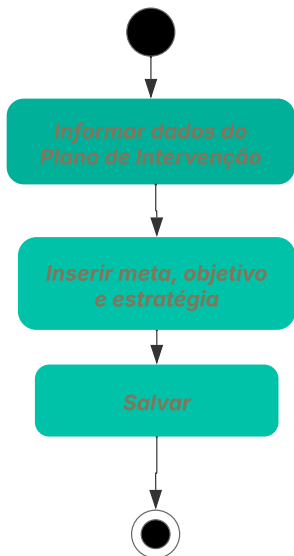 Informar dados do
Plano de Intervenção
Inserir meta, objetivo
e estratégia
Salvar